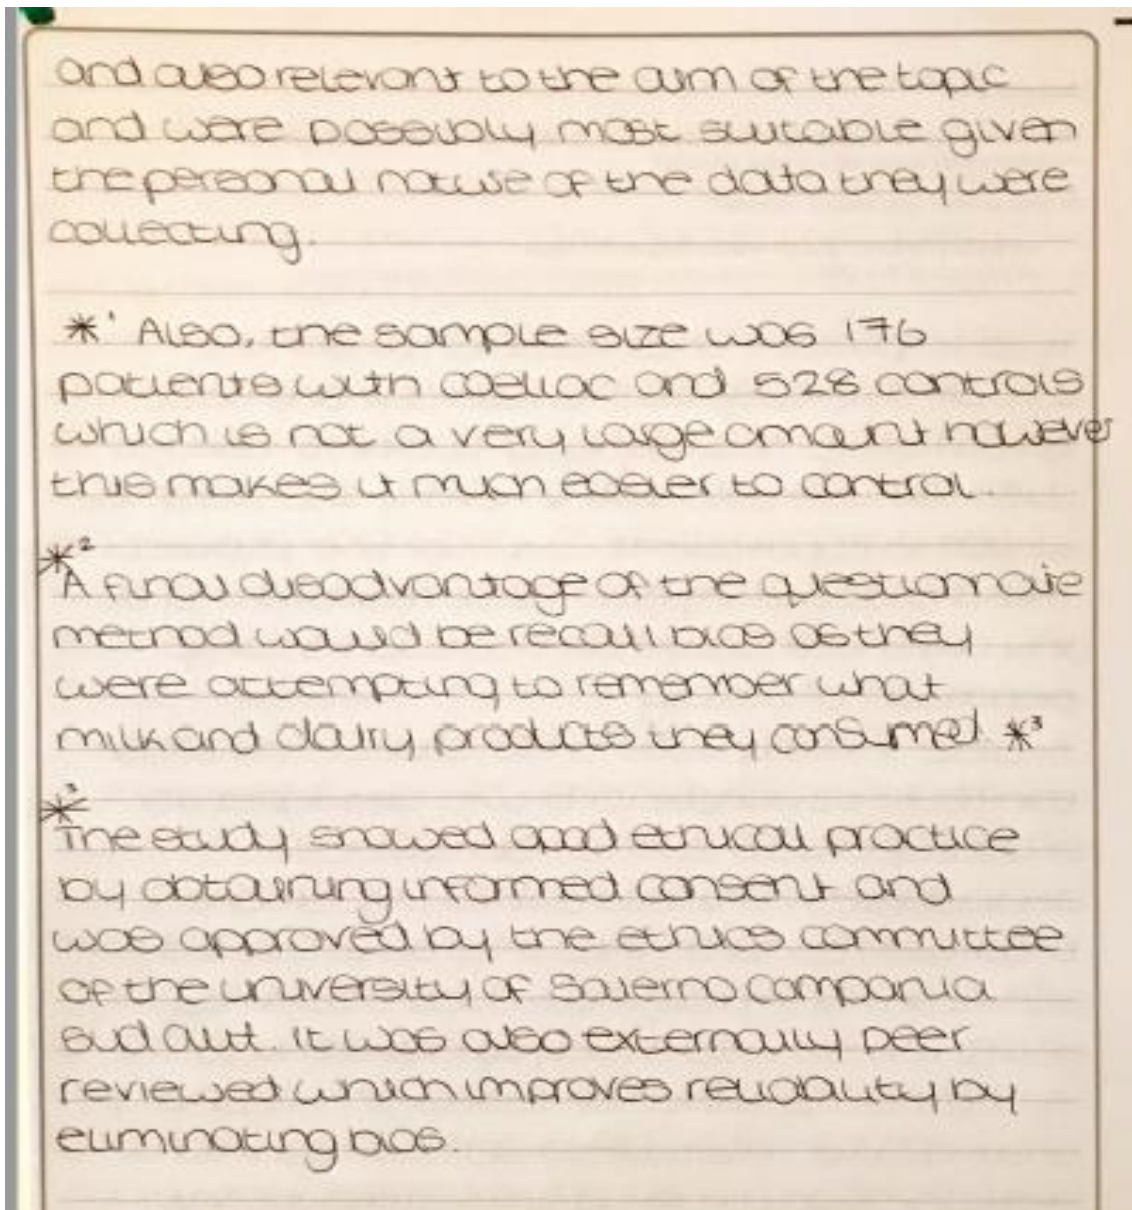 and also relevant to the aim of the topic
and were possibly most suitable given
the personal nature of the data they were
collecting.
*¹ Also, the sample size was 176
patients with coeliac and 528 controls
which is not a very large amount however
this makes it much easier to control.
*²
A final disadvantage of the questionnaire
method would be recall bias as they
were attempting to remember what
milk and dairy products they consumed. *³
*³
The study showed good ethical practice
by obtaining informed consent and
was approved by the ethics committee
of the university of Salerno Campania
sud aut. It was also externally peer
reviewed which improves reliability by
eliminating bias.